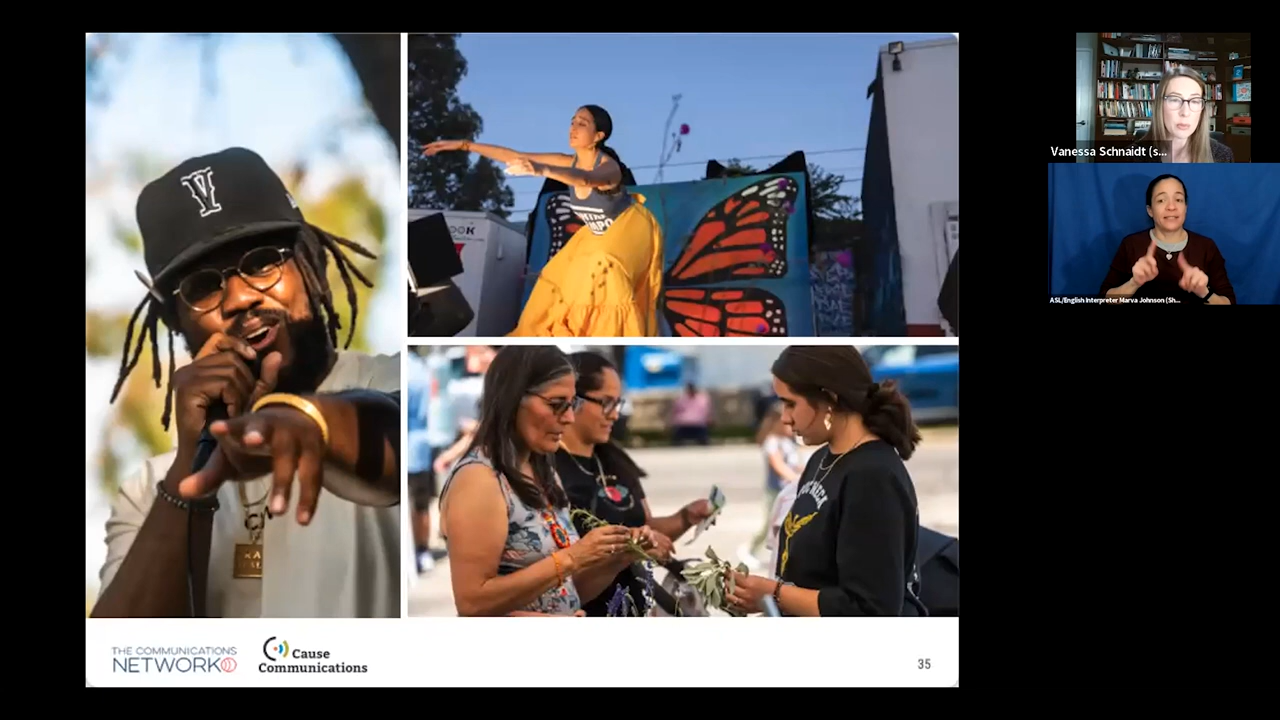 V
THE COMMUNICATIONS
NETWORK
Cause
Communications
35
Vanessa Schnaidt (s...
ASL/English Interpreter Marva Johnson (Sh...